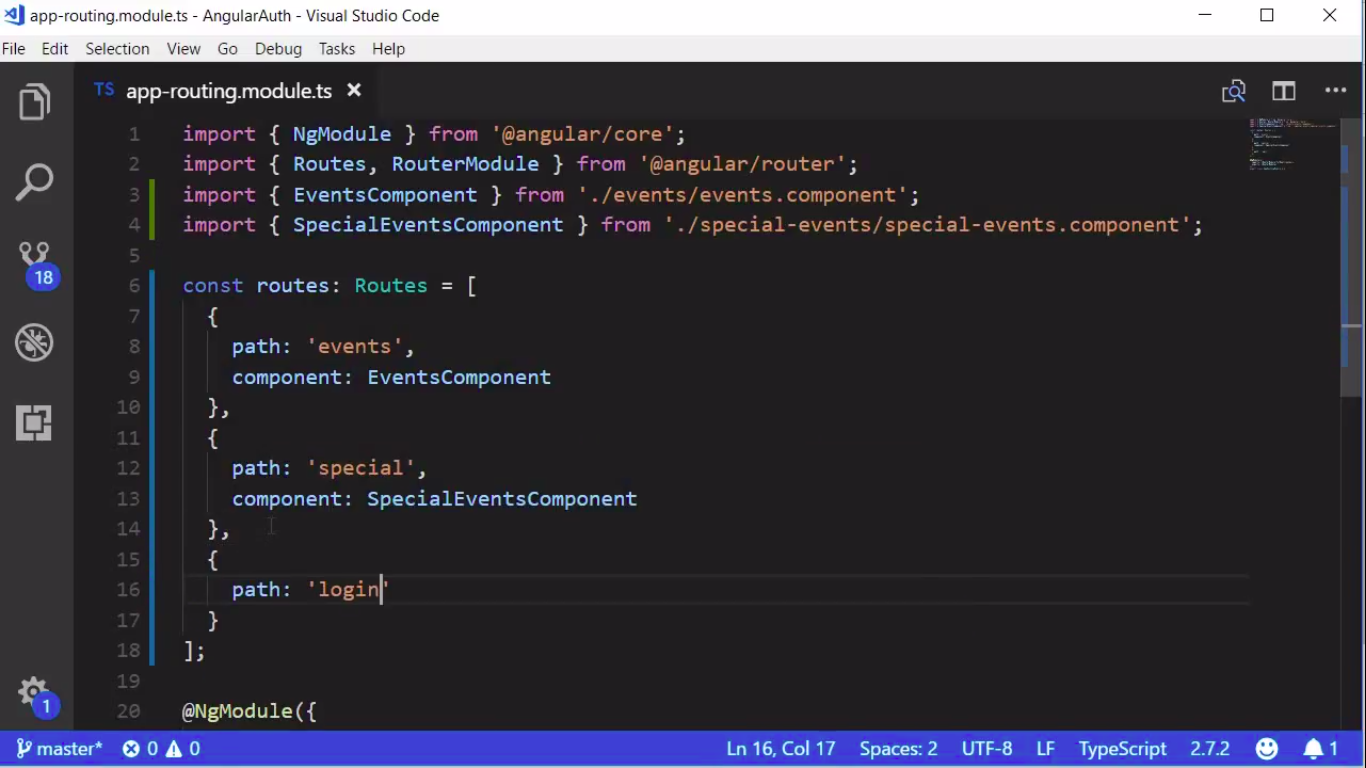 app-routing.module.ts - AngularAuth - Visual Studio Code
File Edit Selection View Go Debug Tasks Help
TS app-routing.module.ts
1 import { NgModule } from '@angular/core';
2 import { Routes, RouterModule } from '@angular/router';
3 import { EventsComponent } from './events/events.component';
4 import { SpecialEventsComponent } from './special-events/special-events.component';
5
6 const routes: Routes = [
7 {
8 path: 'events',
9 component: EventsComponent
10 },
11 {
12 path: 'special',
13 component: SpecialEventsComponent
14 },
15 {
16 path: 'login'
17 }
18 ];
19
20 @NgModule({
18
1
master* 0 0 Ln 16, Col 17 Spaces: 2 UTF-8 LF TypeScript 2.7.2 1